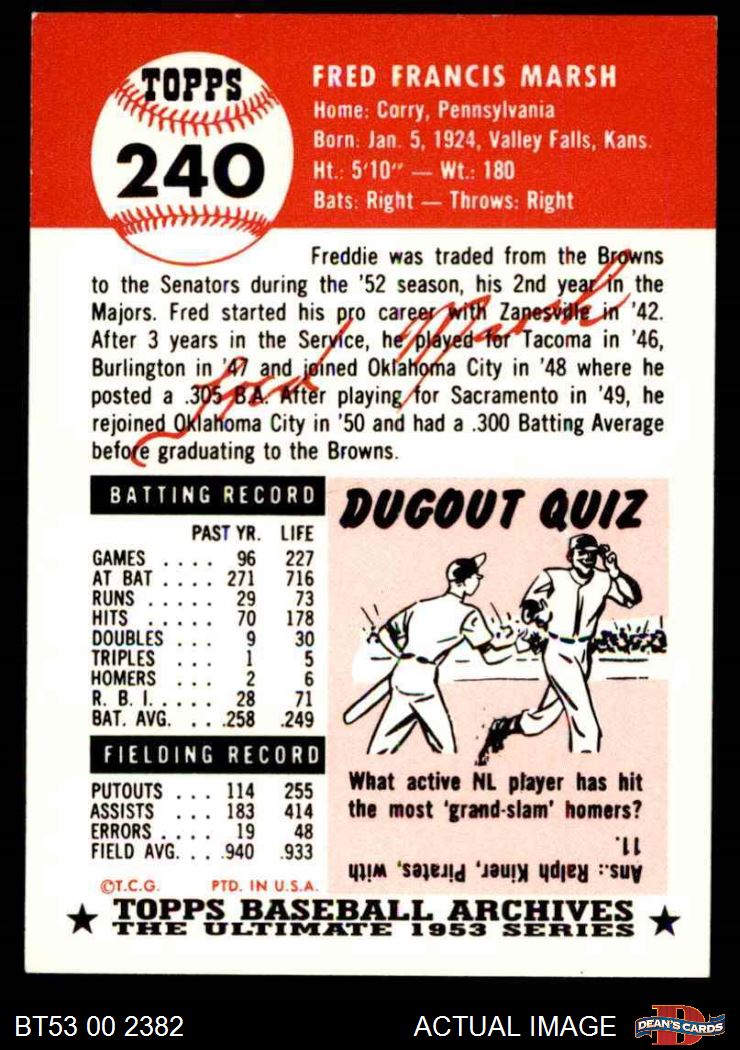 TOPPS
240
FRED FRANCIS MARSH
Home: Corry, Pennsylvania
Born: Jan. 5, 1924, Valley Falls, Kans.
Ht.: 5'10" — Wt.: 180
Bats: Right — Throws: Right
Freddie was traded from the Browns
to the Senators during the '52 season, his 2nd year in the
Majors. Fred started his pro career with Zanesville in '42.
After 3 years in the Service, he played for Tacoma in '46,
Burlington in '47 and joined Oklahoma City in '48 where he
posted a .305 B.A. After playing for Sacramento in '49, he
rejoined Oklahoma City in '50 and had a .300 Batting Average
before graduating to the Browns.
Fred Marsh
BATTING RECORD
PAST YR. LIFE
GAMES .... 96 227
AT BAT .... 271 716
RUNS ...... 29 73
HITS ...... 70 178
DOUBLES ... 9 30
TRIPLES ... 1 5
HOMERS ... 2 6
R. B. I. .... 28 71
BAT. AVG. .. .258 .249
FIELDING RECORD
PUTOUTS ... 114 255
ASSISTS ... 183 414
ERRORS .... 19 48
FIELD AVG. .. .940 .933
©T.C.G. PTD. IN U.S.A.
DUGOUT QUIZ
What active NL player has hit
the most 'grand-slam' homers?
Ans.: Ralph Kiner, Pirates, with
11.
★ TOPPS BASEBALL ARCHIVES ★
THE ULTIMATE 1953 SERIES
BT53 00 2382
ACTUAL IMAGE
D
DEAN'S CARDS